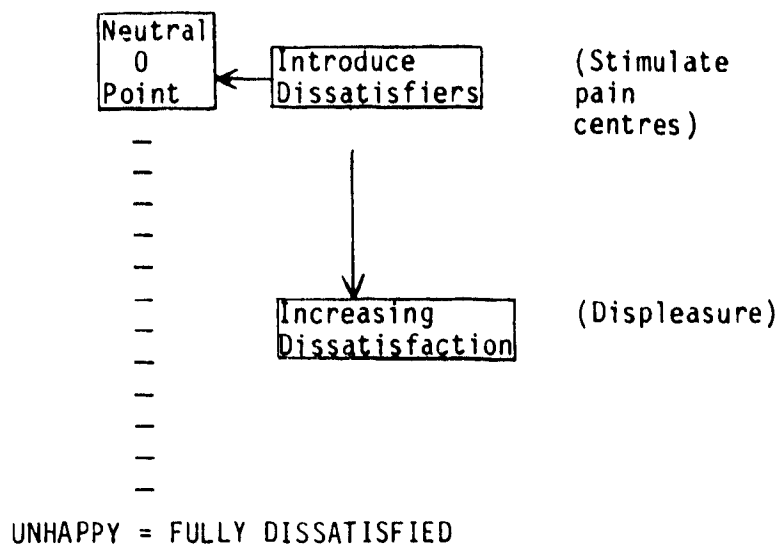 Neutral
0
Point
Introduce
Dissatisfiers
(Stimulate
pain
centres)
—
—
—
—
—
—
Increasing
Dissatisfaction
(Displeasure)
—
—
—
—
—
—
UNHAPPY = FULLY DISSATISFIED